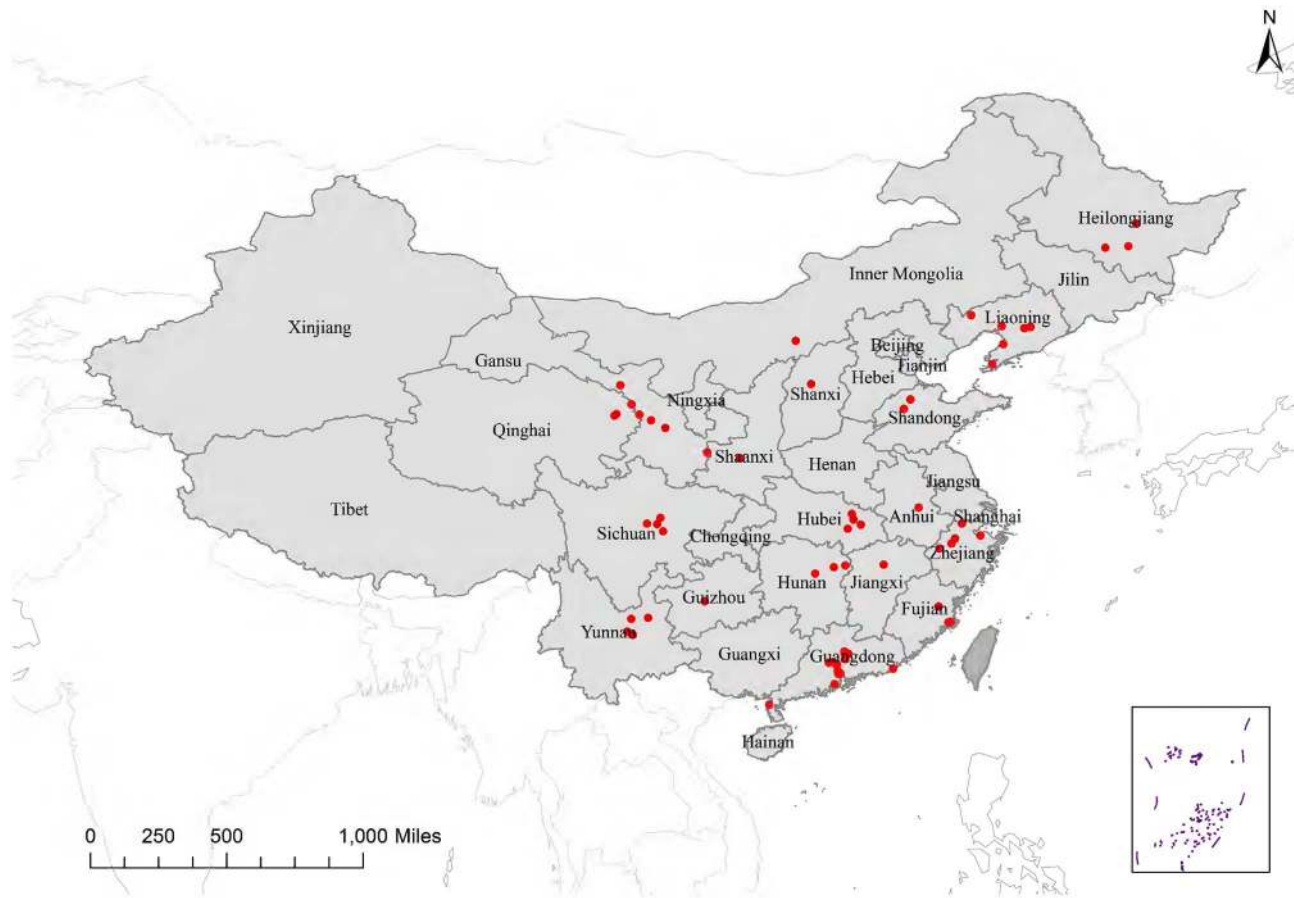 N
Heilongjiang
Inner Mongolia
Jilin
Liaoning
Xinjiang
Beijing
Gansu
Tianjin
Hebei
Shanxi
Ningxia
Shandong
Qinghai
Shaanxi
Henan
Jiangsu
Tibet
Shanghai
Hubei
Anhui
Sichuan
Chongqing
Zhejiang
Hunan
Jiangxi
Guizhou
Fujian
Yunnan
Guangxi
Guangdong
Hainan
0 250 500 1,000 Miles